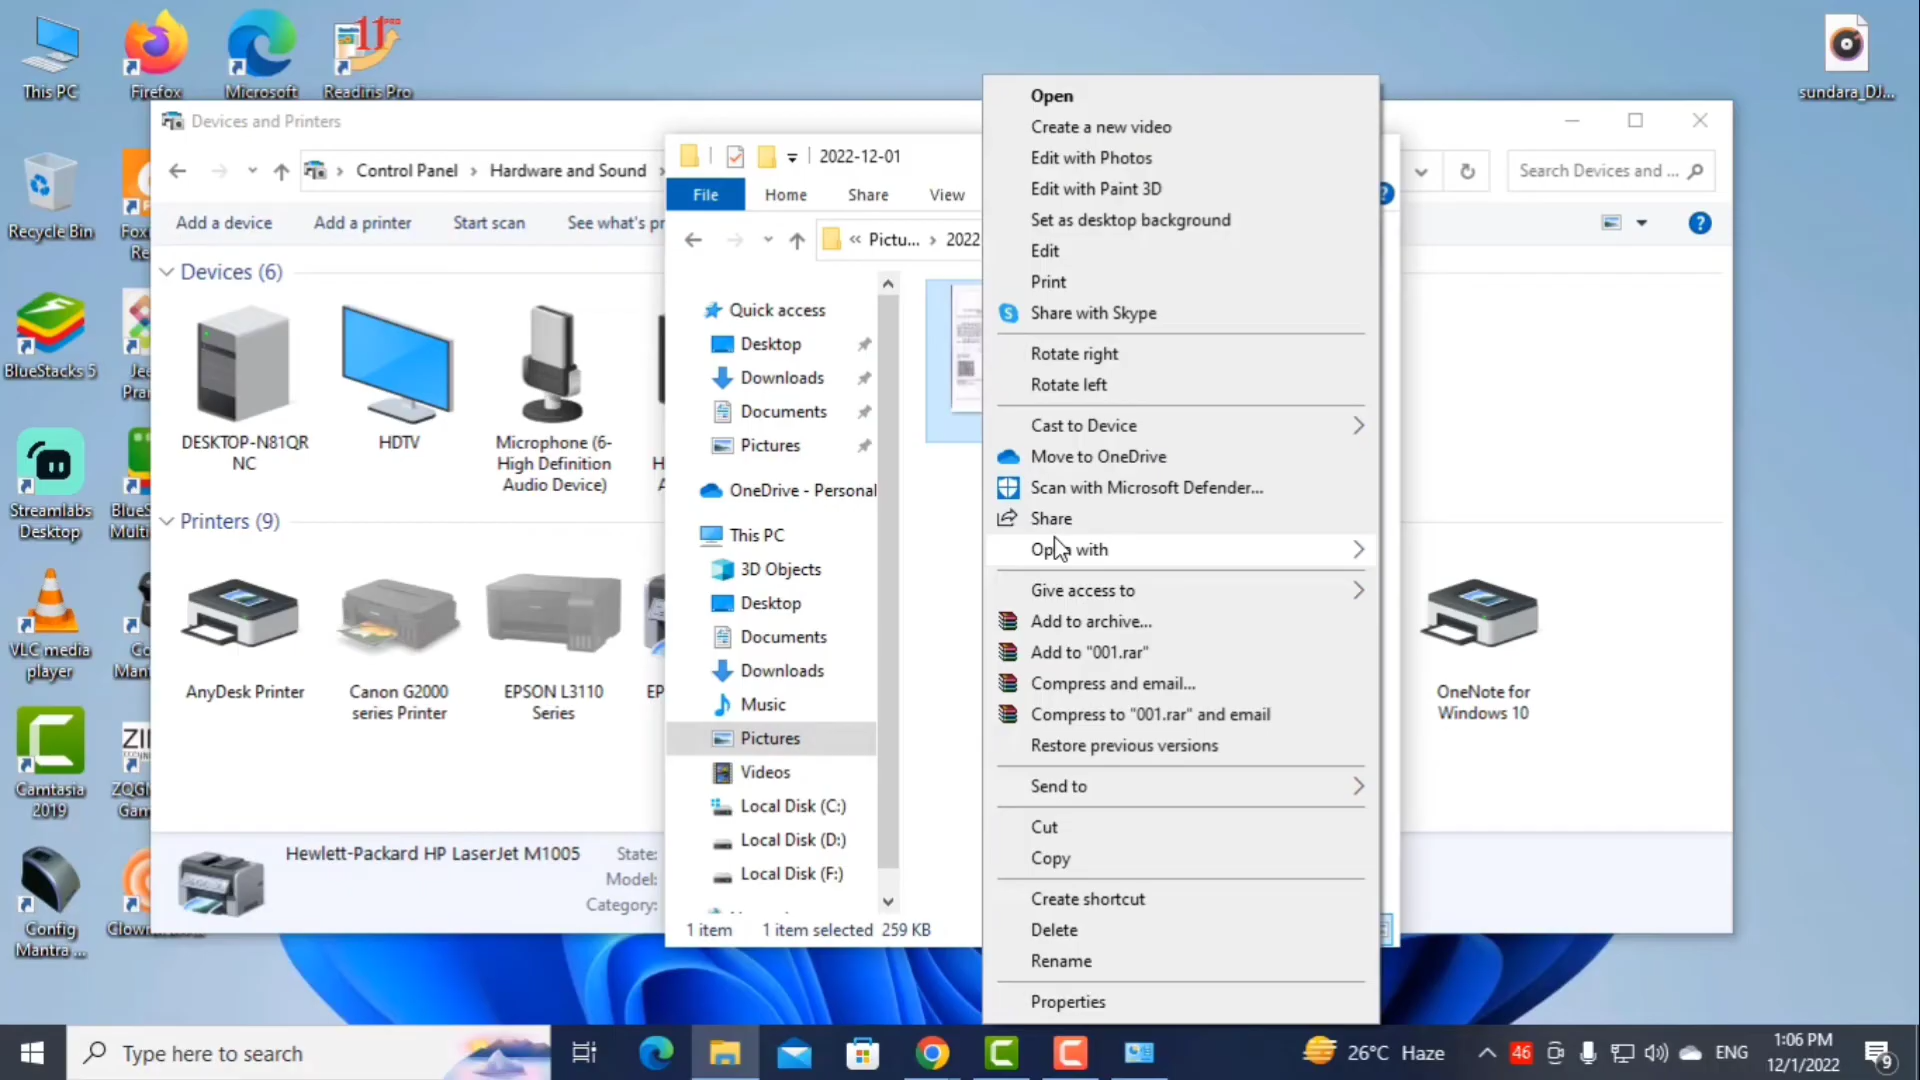 This PC
Firefox
Microsoft
Readiris Pro
11 PRO
sundara_DJ...
Recycle Bin
BlueStacks 5
Streamlabs
Desktop
VLC media
player
Camtasia
2019
Config
Mantra ...
Devices and Printers
Control Panel
Hardware and Sound
Search Devices and ...
Add a device
Add a printer
Start scan
See what's pr
Devices (6)
DESKTOP-N81QR
NC
HDTV
Microphone (6-
High Definition
Audio Device)
Printers (9)
AnyDesk Printer
Canon G2000
series Printer
EPSON L3110
Series
EP
OneNote for
Windows 10
Hewlett-Packard HP LaserJet M1005
State:
Model:
Category:
2022-12-01
File
Home
Share
View
« Pictu...
2022
Quick access
Desktop
Downloads
Documents
Pictures
OneDrive - Personal
This PC
3D Objects
Desktop
Documents
Downloads
Music
Pictures
Videos
Local Disk (C:)
Local Disk (D:)
Local Disk (F:)
1 item
1 item selected 259 KB
Open
Create a new video
Edit with Photos
Edit with Paint 3D
Set as desktop background
Edit
Print
Share with Skype
Rotate right
Rotate left
Cast to Device
Move to OneDrive
Scan with Microsoft Defender...
Share
Open with
Give access to
Add to archive...
Add to "001.rar"
Compress and email...
Compress to "001.rar" and email
Restore previous versions
Send to
Cut
Copy
Create shortcut
Delete
Rename
Properties
Type here to search
26°C Haze
46
ENG
1:06 PM
12/1/2022
9